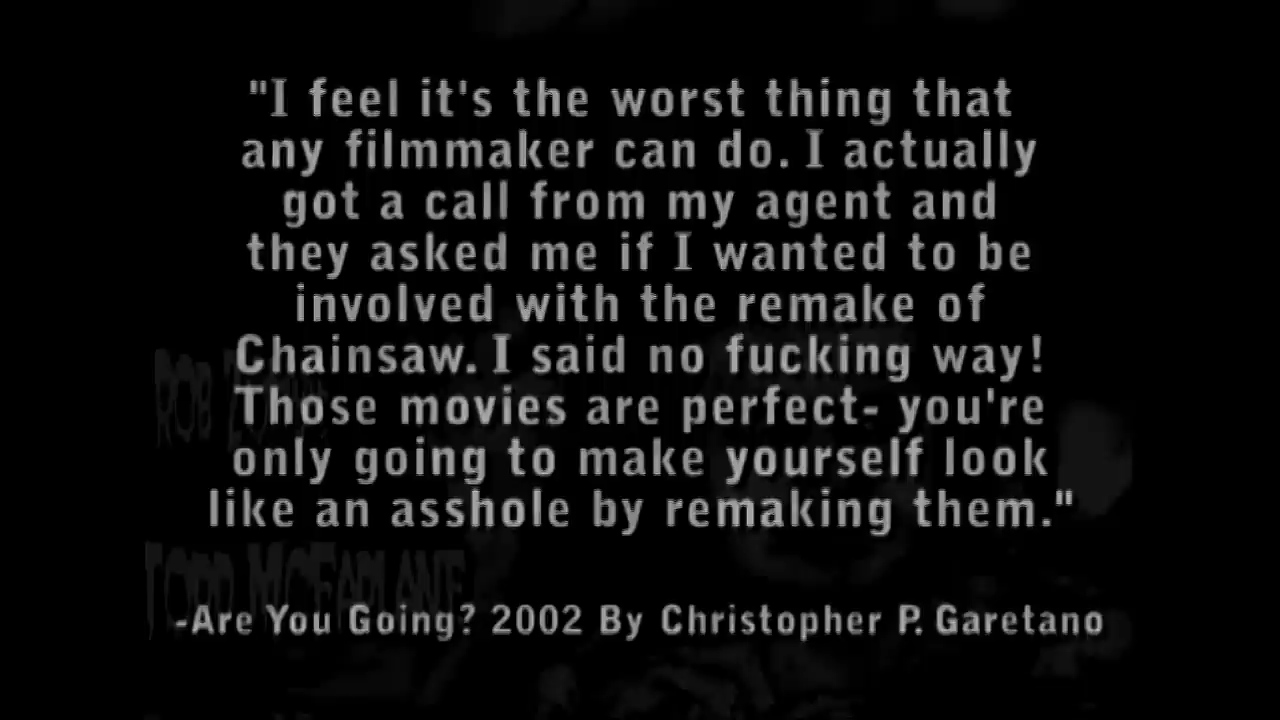 "I feel it's the worst thing that
any filmmaker can do. I actually
got a call from my agent and
they asked me if I wanted to be
involved with the remake of
Chainsaw. I said no fucking way!
Those movies are perfect- you're
only going to make yourself look
like an asshole by remaking them."
ROB
TODD MCFARLANE
-Are You Going? 2002 By Christopher P. Garetano